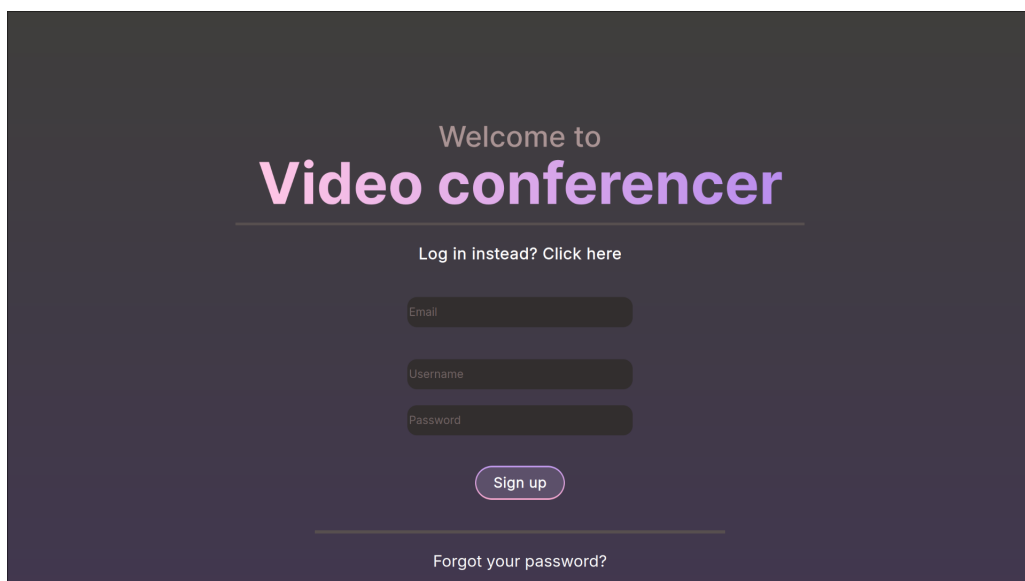 Welcome to
Video conferencer
Log in instead? Click here
Email
Username
Password
Sign up
Forgot your password?